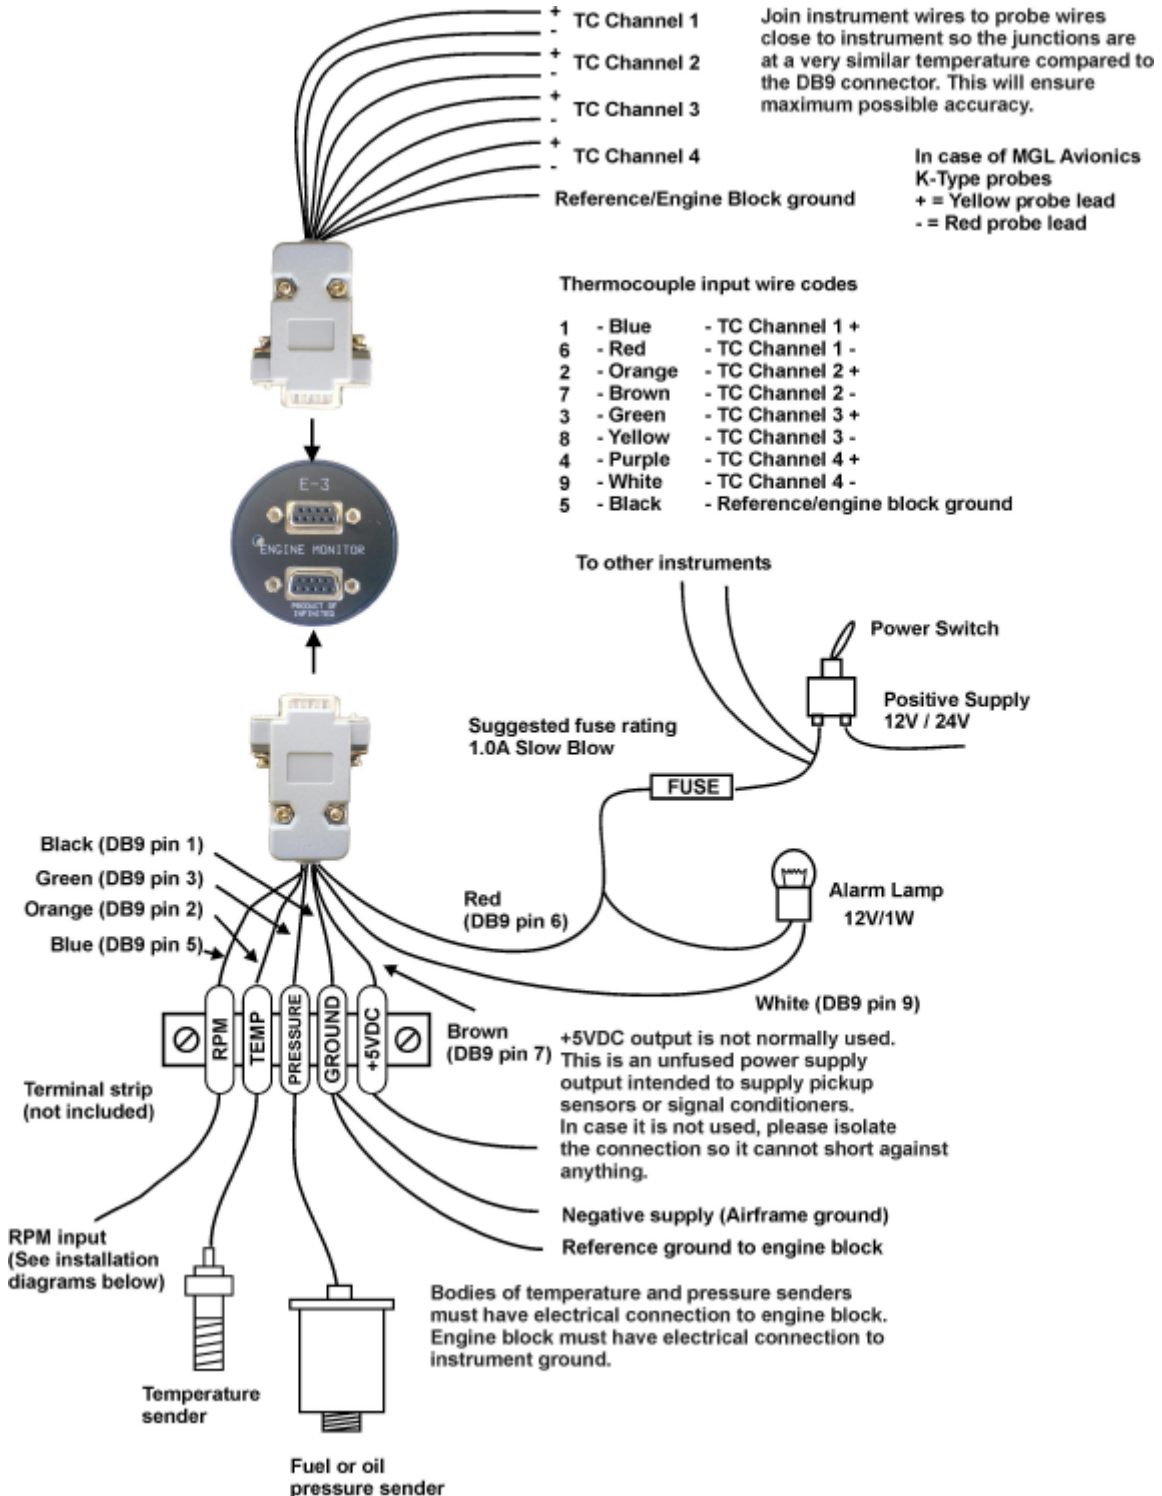 + TC Channel 1
-
+ TC Channel 2
-
+ TC Channel 3
-
+ TC Channel 4
-
Reference/Engine Block ground
Join instrument wires to probe wires
close to instrument so the junctions are
at a very similar temperature compared to
the DB9 connector. This will ensure
maximum possible accuracy.
In case of MGL Avionics
K-Type probes
+ = Yellow probe lead
- = Red probe lead
Thermocouple input wire codes
1 - Blue - TC Channel 1 +
6 - Red - TC Channel 1 -
2 - Orange - TC Channel 2 +
7 - Brown - TC Channel 2 -
3 - Green - TC Channel 3 +
8 - Yellow - TC Channel 3 -
4 - Purple - TC Channel 4 +
9 - White - TC Channel 4 -
5 - Black - Reference/engine block ground
E-3
ENGINE MONITOR
PRODUCT OF
INFINITEQ
To other instruments
Power Switch
Positive Supply
12V / 24V
Suggested fuse rating
1.0A Slow Blow
FUSE
Black (DB9 pin 1)
Green (DB9 pin 3)
Orange (DB9 pin 2)
Blue (DB9 pin 5)
Red
(DB9 pin 6)
Alarm Lamp
12V/1W
White (DB9 pin 9)
RPM
TEMP
PRESSURE
GROUND
+5VDC
Brown
(DB9 pin 7)
Terminal strip
(not included)
+5VDC output is not normally used.
This is an unfused power supply
output intended to supply pickup
sensors or signal conditioners.
In case it is not used, please isolate
the connection so it cannot short against
anything.
Negative supply (Airframe ground)
Reference ground to engine block
RPM input
(See installation
diagrams below)
Bodies of temperature and pressure senders
must have electrical connection to engine block.
Engine block must have electrical connection to
instrument ground.
Temperature
sender
Fuel or oil
pressure sender